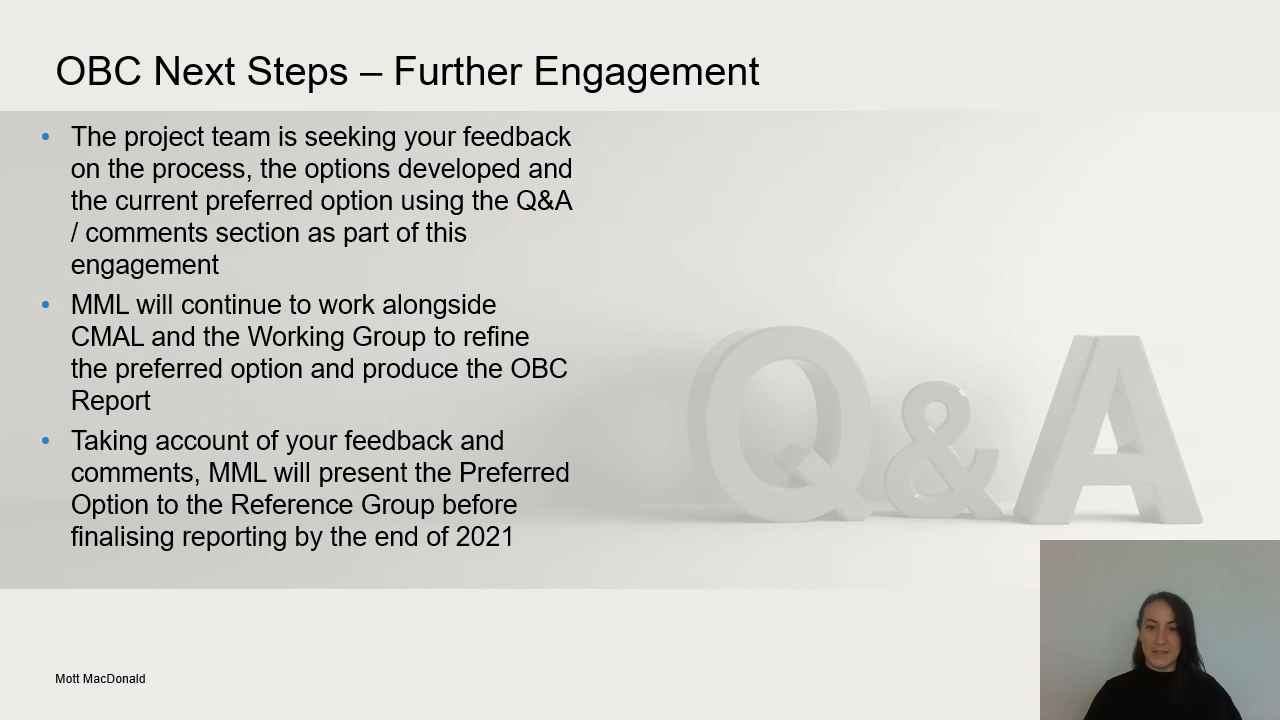 OBC Next Steps – Further Engagement
• The project team is seeking your feedback
on the process, the options developed and
the current preferred option using the Q&A
/ comments section as part of this
engagement
• MML will continue to work alongside
CMAL and the Working Group to refine
the preferred option and produce the OBC
Report
• Taking account of your feedback and
comments, MML will present the Preferred
Option to the Reference Group before
finalising reporting by the end of 2021
Q&A
Mott MacDonald